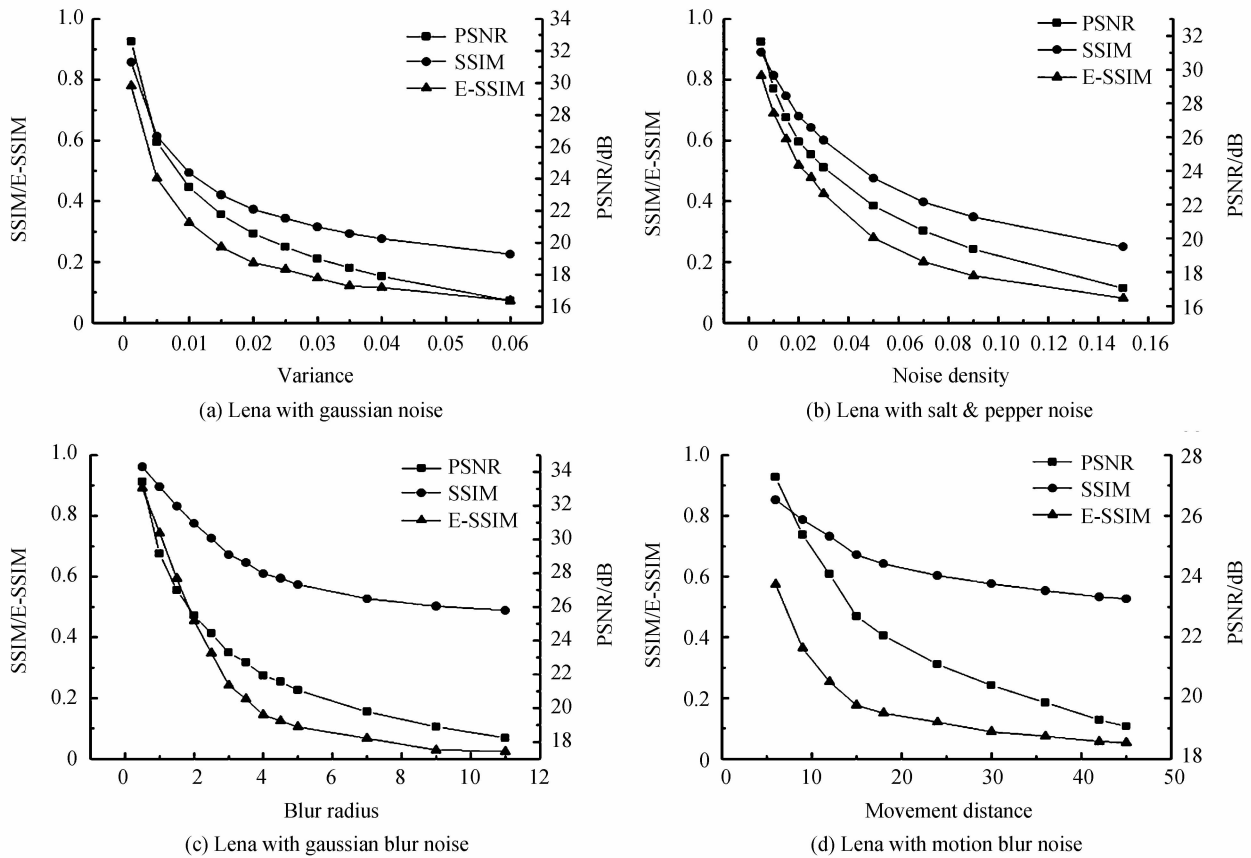 1.0
0.8
0.6
0.4
0.2
0
SSIM/E-SSIM
34
32
30
28
26
24
22
20
18
16
PSNR/dB
PSNR
SSIM
E-SSIM
0 0.01 0.02 0.03 0.04 0.05 0.06
Variance
(a) Lena with gaussian noise
1.0
0.8
0.6
0.4
0.2
0
SSIM/E-SSIM
32
30
28
26
24
22
20
18
16
PSNR/dB
PSNR
SSIM
E-SSIM
0 0.02 0.04 0.06 0.08 0.10 0.12 0.14 0.16
Noise density
(b) Lena with salt & pepper noise
1.0
0.8
0.6
0.4
0.2
0
SSIM/E-SSIM
34
32
30
28
26
24
22
20
18
PSNR/dB
PSNR
SSIM
E-SSIM
0 2 4 6 8 10 12
Blur radius
(c) Lena with gaussian blur noise
1.0
0.8
0.6
0.4
0.2
0
SSIM/E-SSIM
28
26
24
22
20
18
PSNR/dB
PSNR
SSIM
E-SSIM
0 10 20 30 40 50
Movement distance
(d) Lena with motion blur noise